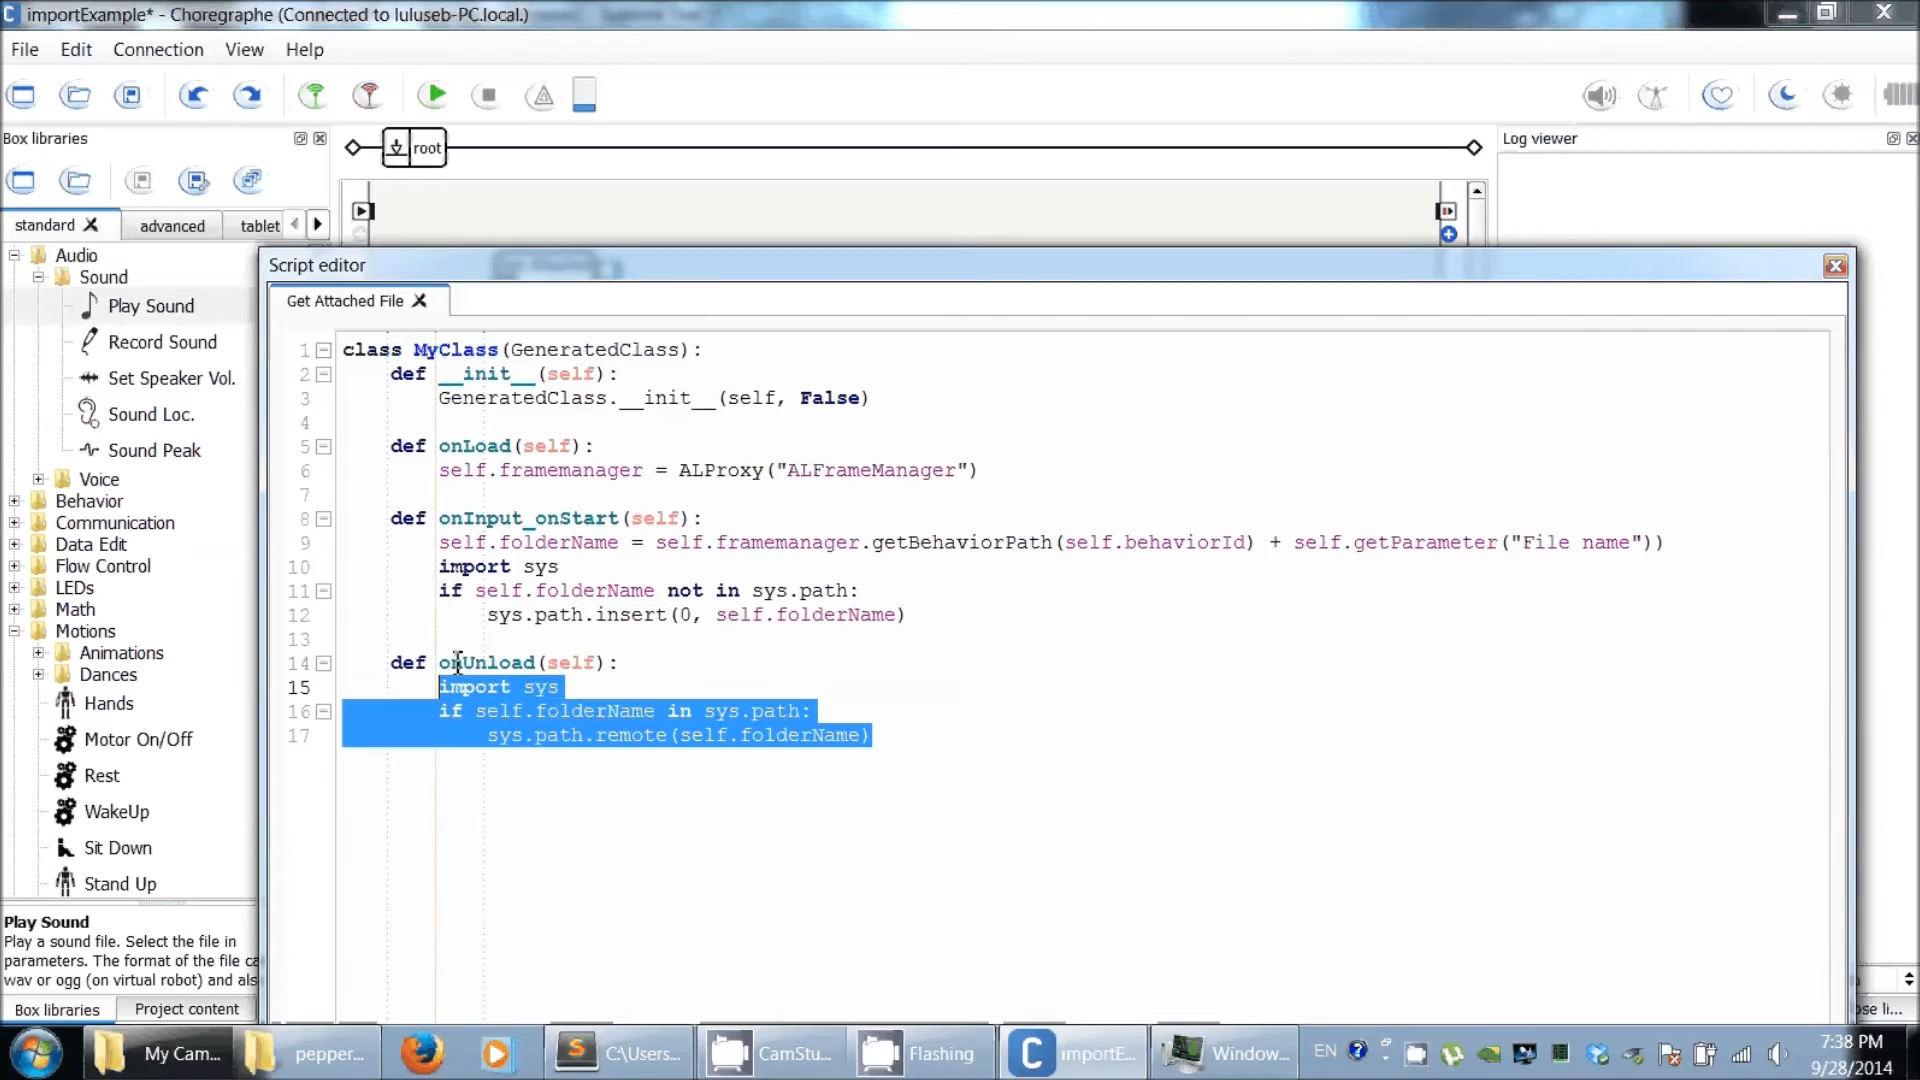 importExample* - Choregraphe (Connected to luluseb-PC.local.)
File Edit Connection View Help
Box libraries
root
Log viewer
standard advanced tablet
Audio
Sound
Play Sound
Record Sound
Set Speaker Vol.
Sound Loc.
Sound Peak
Voice
Behavior
Communication
Data Edit
Flow Control
LEDs
Math
Motions
Animations
Dances
Hands
Motor On/Off
Rest
WakeUp
Sit Down
Stand Up
Play Sound
Play a sound file. Select the file in
parameters. The format of the file ca
wav or ogg (on virtual robot) and als
Box libraries Project content
Script editor
Get Attached File
1 class MyClass(GeneratedClass):
2 def __init__(self):
3 GeneratedClass.__init__(self, False)
4
5 def onLoad(self):
6 self.framemanager = ALProxy("ALFrameManager")
7
8 def onInput_onStart(self):
9 self.folderName = self.framemanager.getBehaviorPath(self.behaviorId) + self.getParameter("File name"))
10 import sys
11 if self.folderName not in sys.path:
12 sys.path.insert(0, self.folderName)
13
14 def onUnload(self):
15 import sys
16 if self.folderName in sys.path:
17 sys.path.remote(self.folderName)
ose li...
My Cam... pepper... C:\Users... CamStu... Flashing importE... Window... EN 7:38 PM
9/28/2014